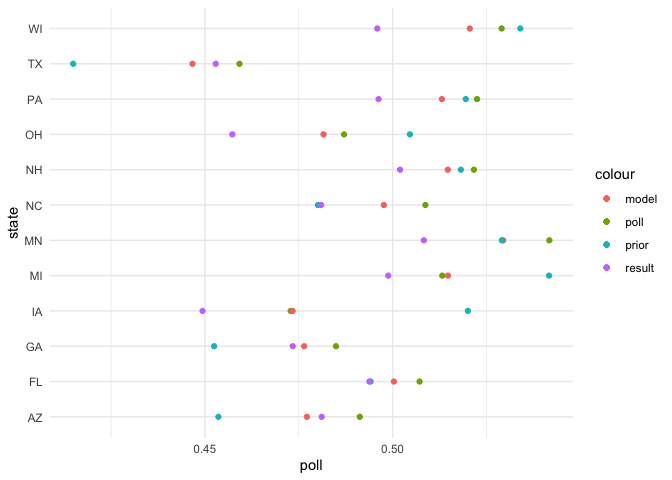 WI
TX
PA
OH
NH
NC
MN
MI
IA
GA
FL
AZ
state
0.45 0.50
poll
colour
model
poll
prior
result